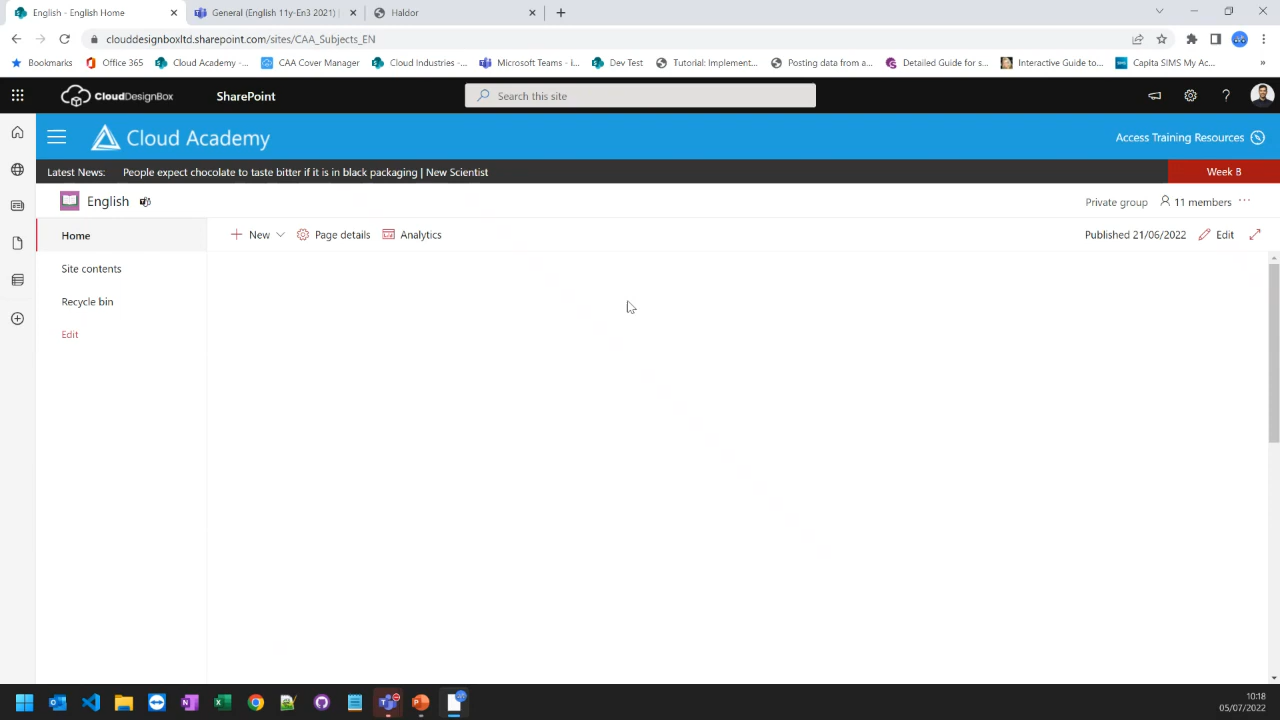 English - English Home
General (English 11y-En3 2021) |
Haldor
clouddesignboxltd.sharepoint.com/sites/CAA_Subjects_EN
Bookmarks
Office 365
Cloud Academy -...
CAA Cover Manager
Cloud Industries -...
Microsoft Teams - i...
Dev Test
Tutorial: Implement...
Posting data from a...
Detailed Guide for s...
Interactive Guide to...
Capita SIMS My Ac...
CLOUDDESIGNBOX
SharePoint
Search this site
Cloud Academy
Access Training Resources
Latest News: People expect chocolate to taste bitter if it is in black packaging | New Scientist
Week B
English
Private group
11 members
Home
New
Page details
Analytics
Published 21/06/2022
Edit
Site contents
Recycle bin
Edit
10:18
05/07/2022